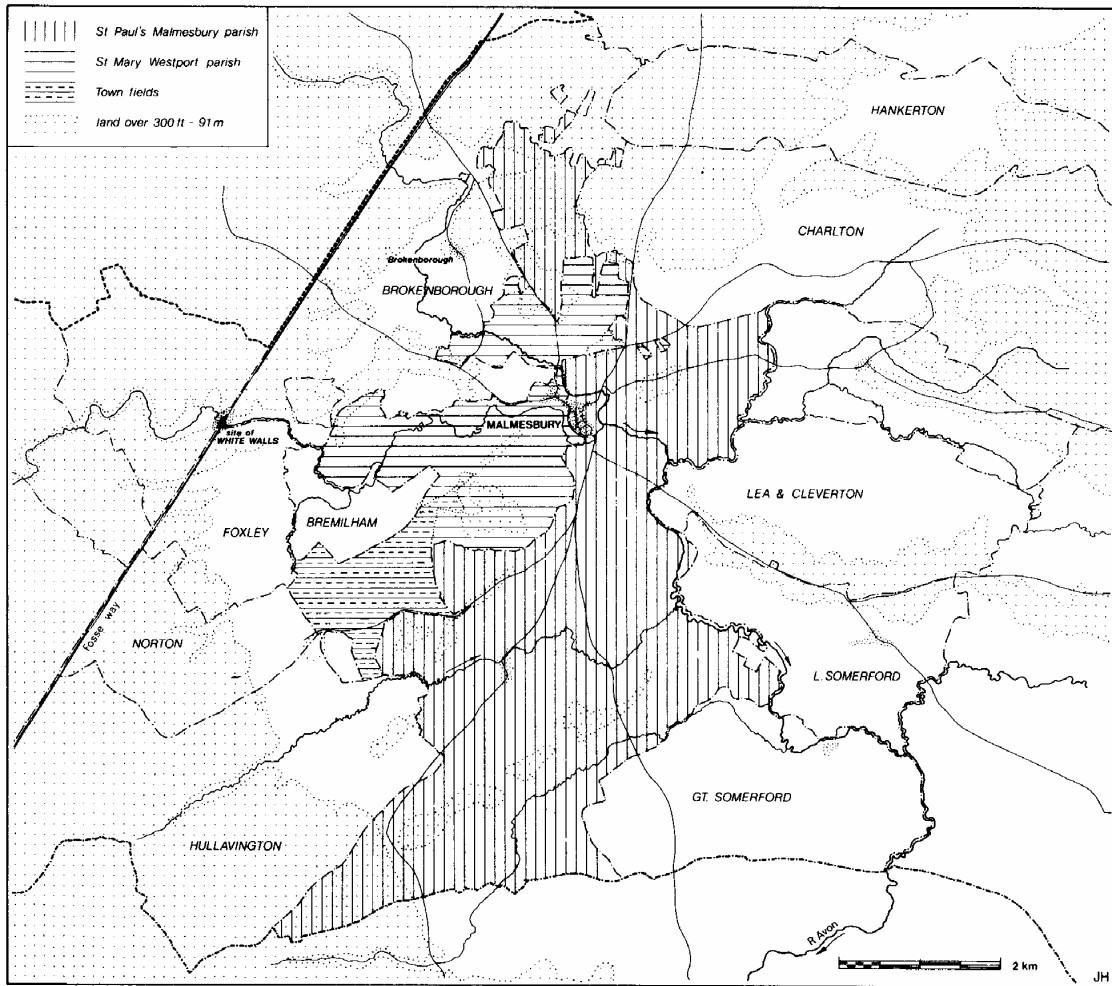 St Paul's Malmesbury parish
St Mary Westport parish
Town fields
land over 300 ft - 91 m
HANKERTON
CHARLTON
Brokenborough
BROKENBOROUGH
MALMESBURY
site of
WHITE WALLS
LEA & CLEVERTON
BREMILHAM
FOXLEY
Fosse way
NORTON
L. SOMERFORD
GT. SOMERFORD
HULLAVINGTON
R Avon
2 km
JH